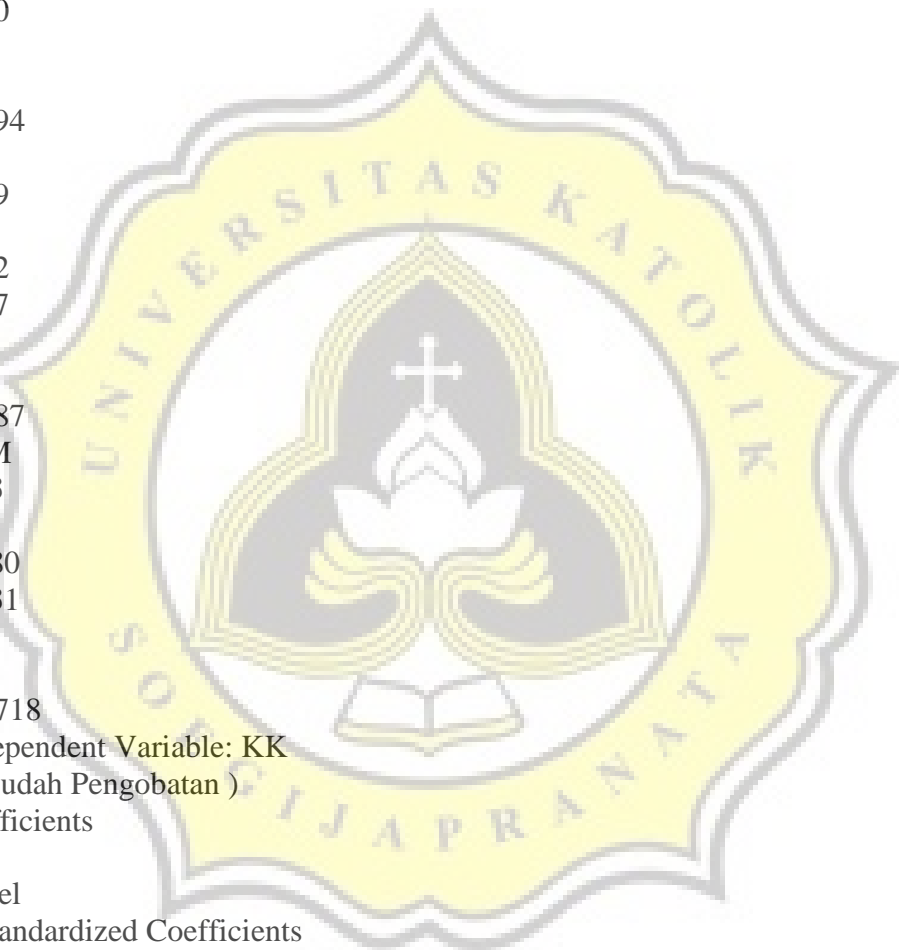 0
94
9
2
7
87
M
3
80
81
718
ependent Variable: KK
udah Pengobatan )
fficients
el
andardized Coefficients
UNIVERSITAS KATOLIK
SOEGIJAPRANATA